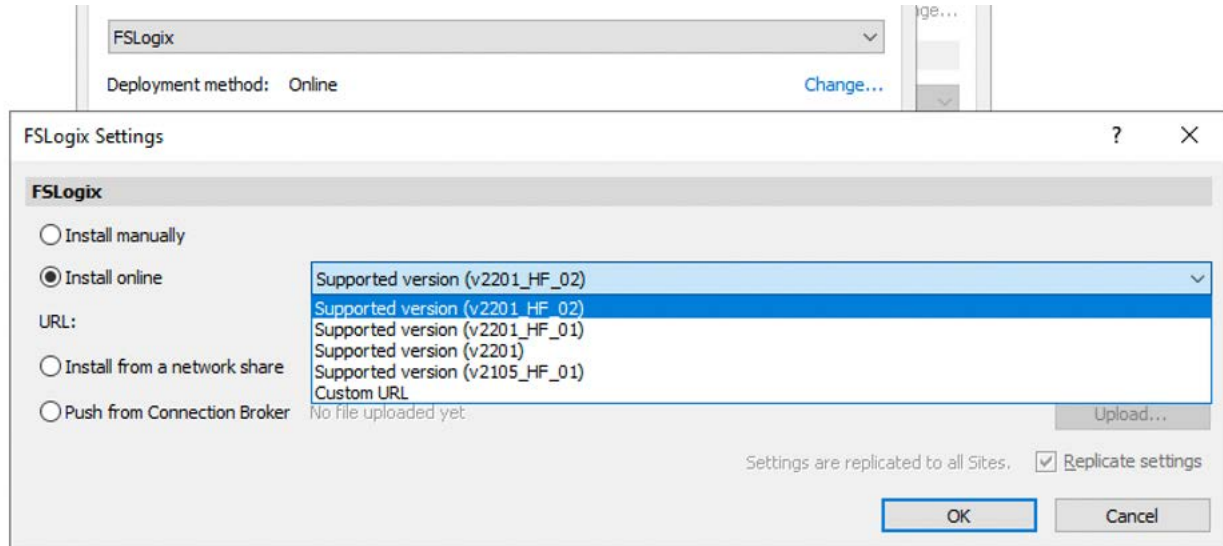 nge...
FSLogix
Deployment method: Online Change...
FSLogix Settings ? X
FSLogix
Install manually
Install online Supported version (v2201_HF_02)
Supported version (v2201_HF_02)
URL:
Supported version (v2201_HF_01)
Supported version (v2201)
Install from a network share Supported version (v2105_HF_01)
Custom URL
Push from Connection Broker No file uploaded yet Upload...
Settings are replicated to all Sites. Replicate settings
OK Cancel